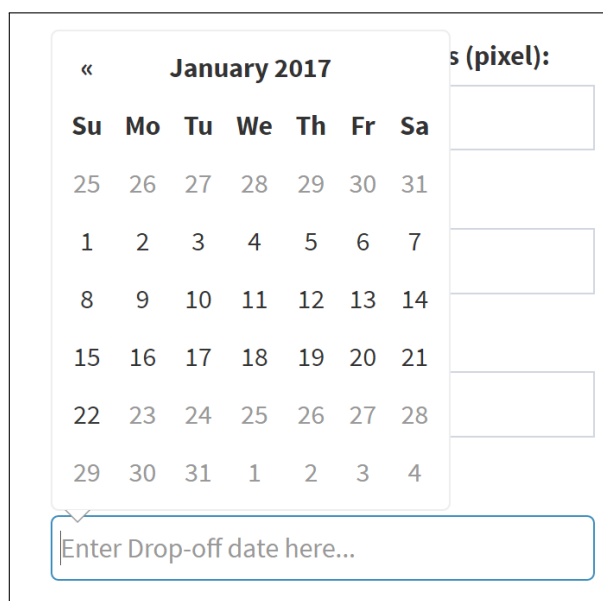 « January 2017
s (pixel):
Su Mo Tu We Th Fr Sa
25 26 27 28 29 30 31
1 2 3 4 5 6 7
8 9 10 11 12 13 14
15 16 17 18 19 20 21
22 23 24 25 26 27 28
29 30 31 1 2 3 4
Enter Drop-off date here...